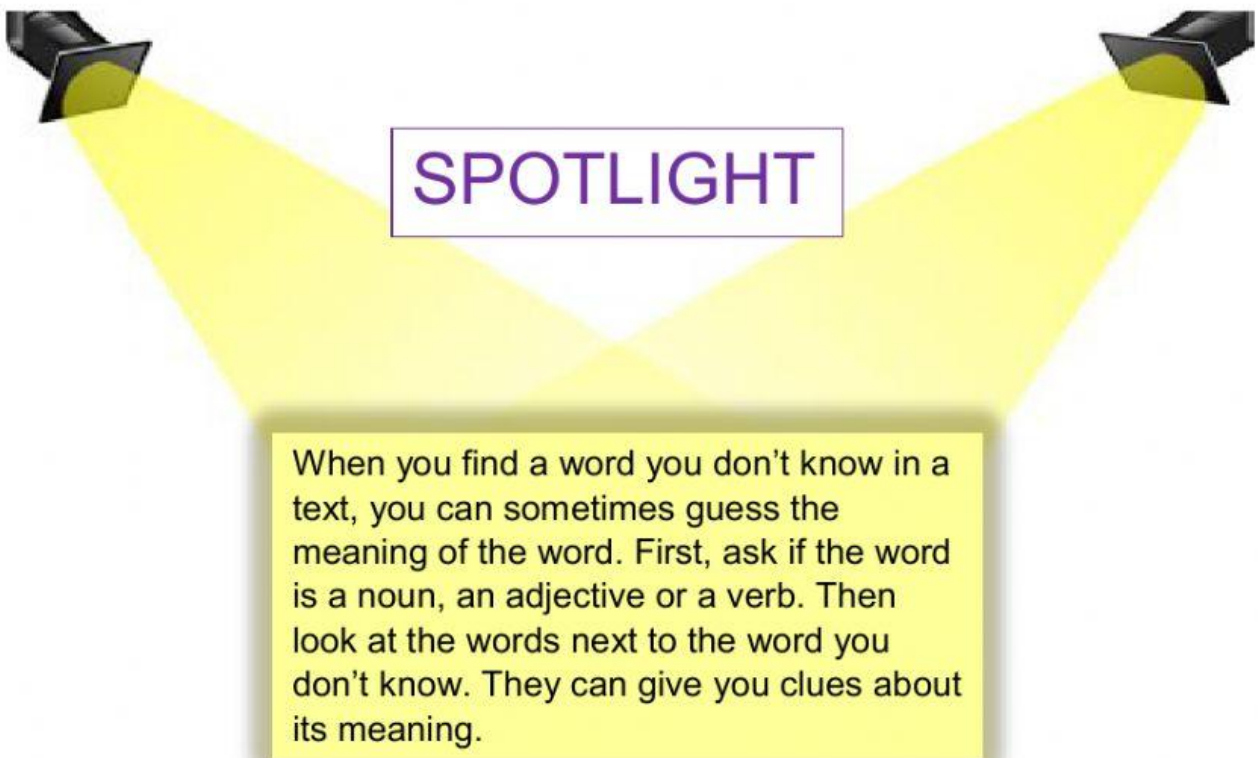 SPOTLIGHT
When you find a word you don't know in a
text, you can sometimes guess the
meaning of the word. First, ask if the word
is a noun, an adjective or a verb. Then
look at the words next to the word you
don't know. They can give you clues about
its meaning.